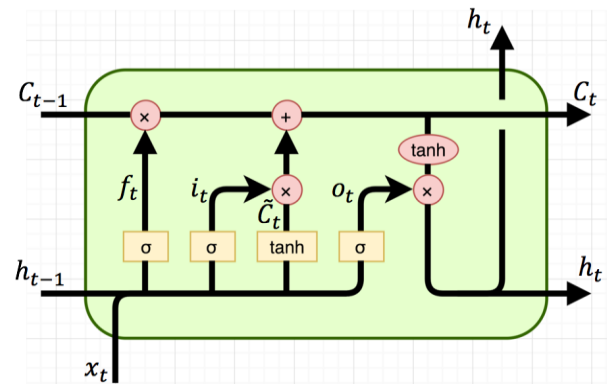 h_t
C_{t-1} × + C_t
tanh
f_t i_t × o_t ×
C̃_t
σ σ tanh σ
h_{t-1} h_t
x_t